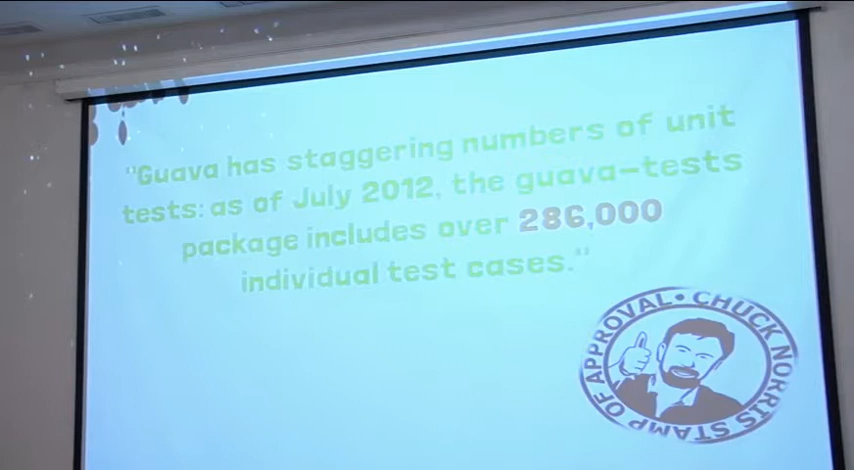 "Guava has staggering numbers of unit
tests: as of July 2012, the guava-tests
package includes over 286,000
individual test cases."
CHUCK NORRIS STAMP OF APPROVAL •